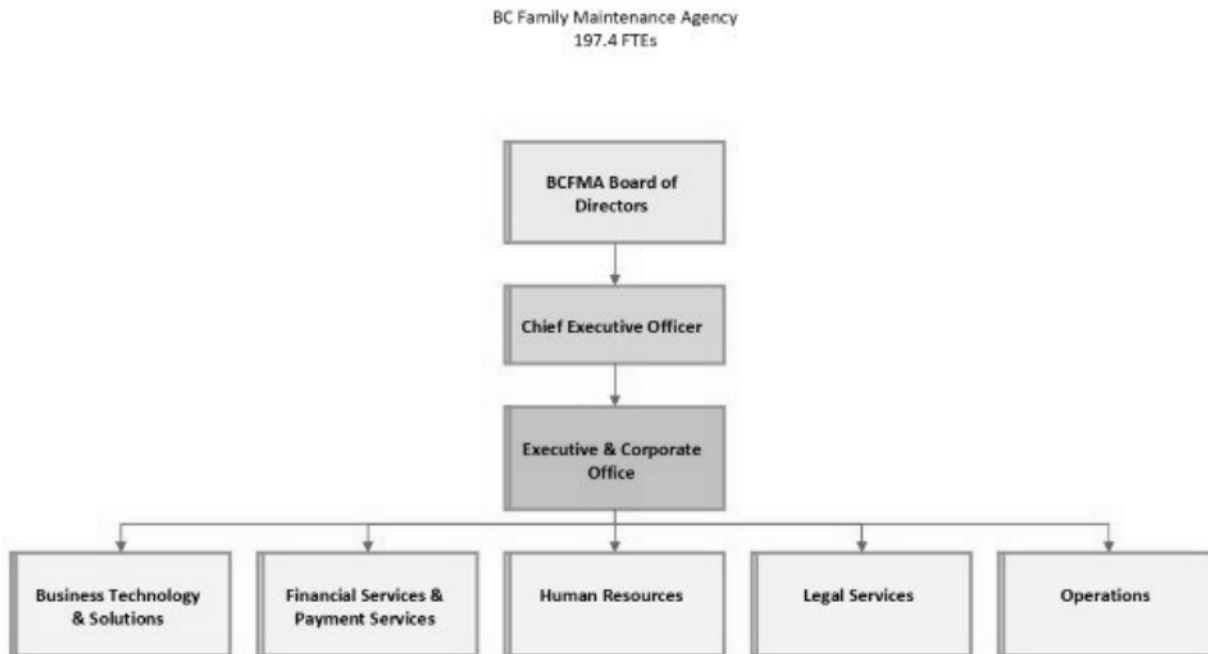 BC Family Maintenance Agency
197.4 FTEs
BCFMA Board of
Directors
Chief Executive Officer
Executive & Corporate
Office
Business Technology
& Solutions
Financial Services &
Payment Services
Human Resources
Legal Services
Operations